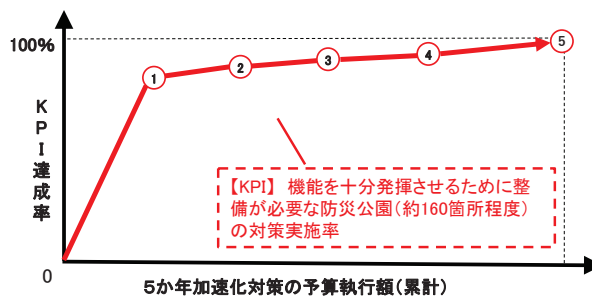 100%
KPI達成率
1
2
3
4
5
【KPI】 機能を十分発揮させるために整
備が必要な防災公園(約160箇所程度)
の対策実施率
0
5か年加速化対策の予算執行額(累計)